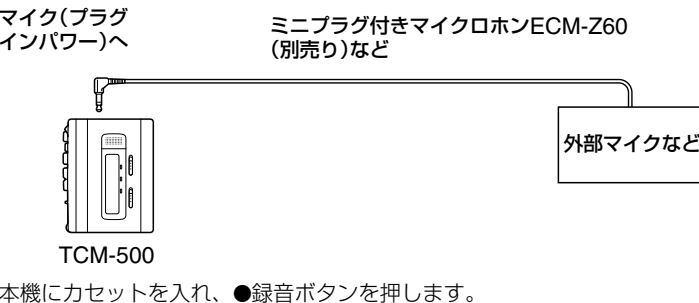 マイク(プラグ
インパワー)へ
ミニプラグ付きマイクロホンECM-Z60
(別売り)など
外部マイクなど
TCM-500
本機にカセットを入れ、●録音ボタンを押します。